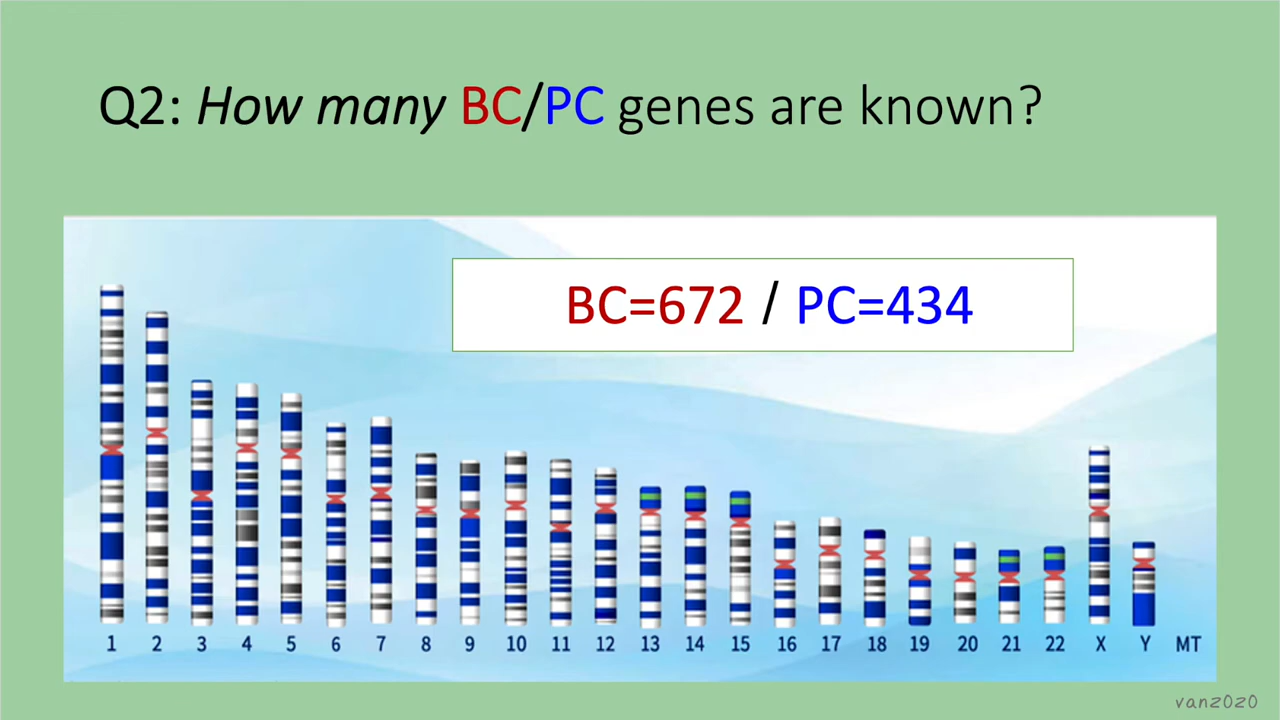 Q2: How many BC/PC genes are known?
BC=672 / PC=434
1 2 3 4 5 6 7 8 9 10 11 12 13 14 15 16 17 18 19 20 21 22 X Y MT
vanzozo